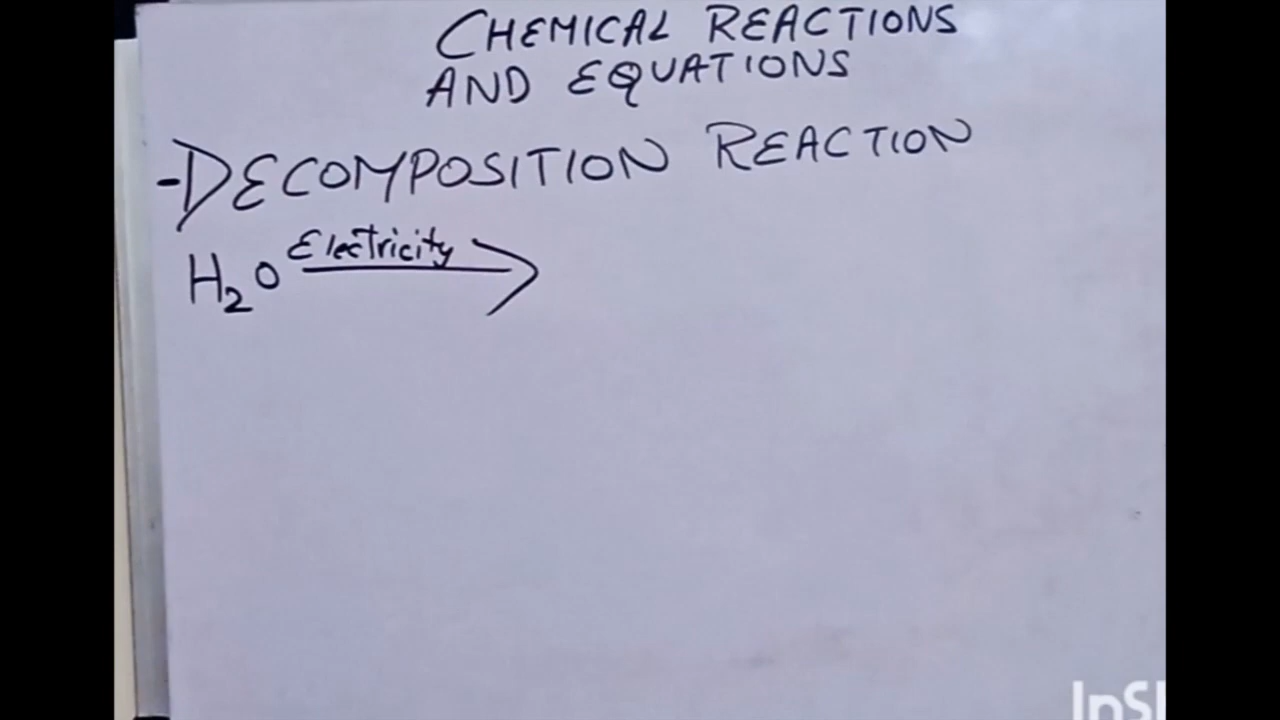 CHEMICAL REACTIONS
AND EQUATIONS
-DECOMPOSITION REACTION
Electricity
H₂O